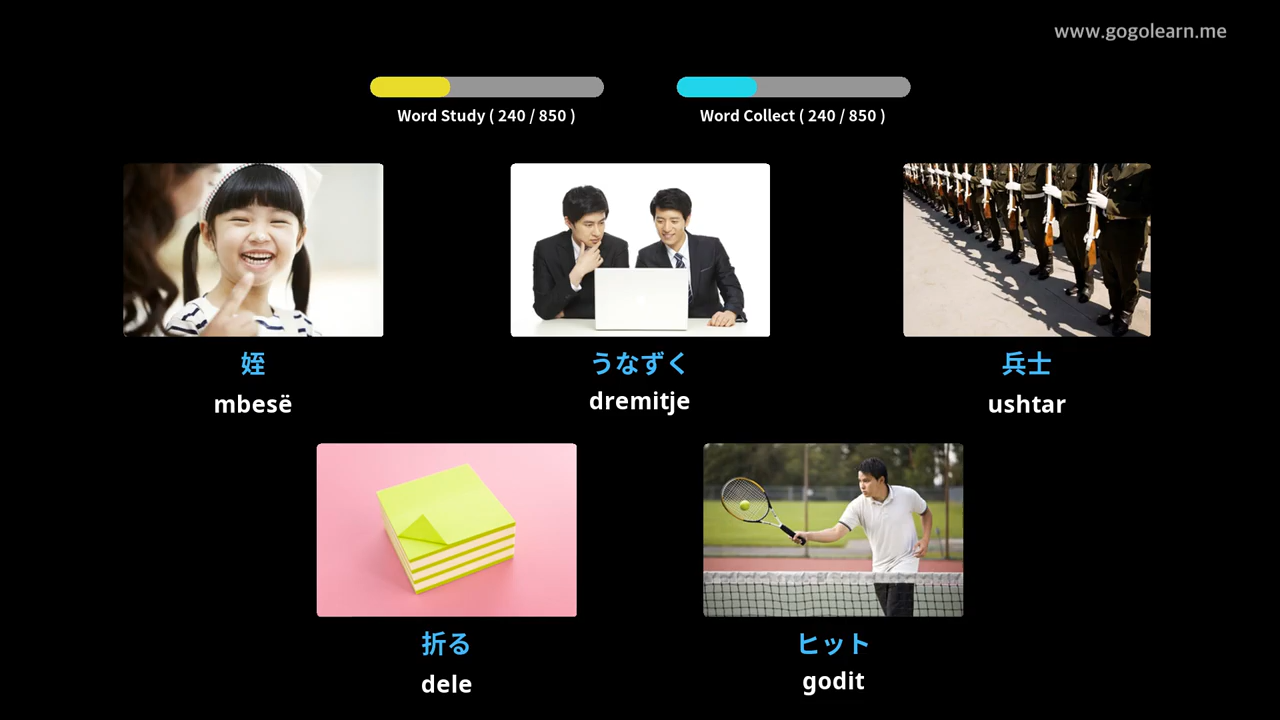 www.gogolearn.me
Word Study ( 240 / 850 )
Word Collect ( 240 / 850 )
姪
mbesë
うなずく
dremitje
兵士
ushtar
折る
dele
ヒット
godit